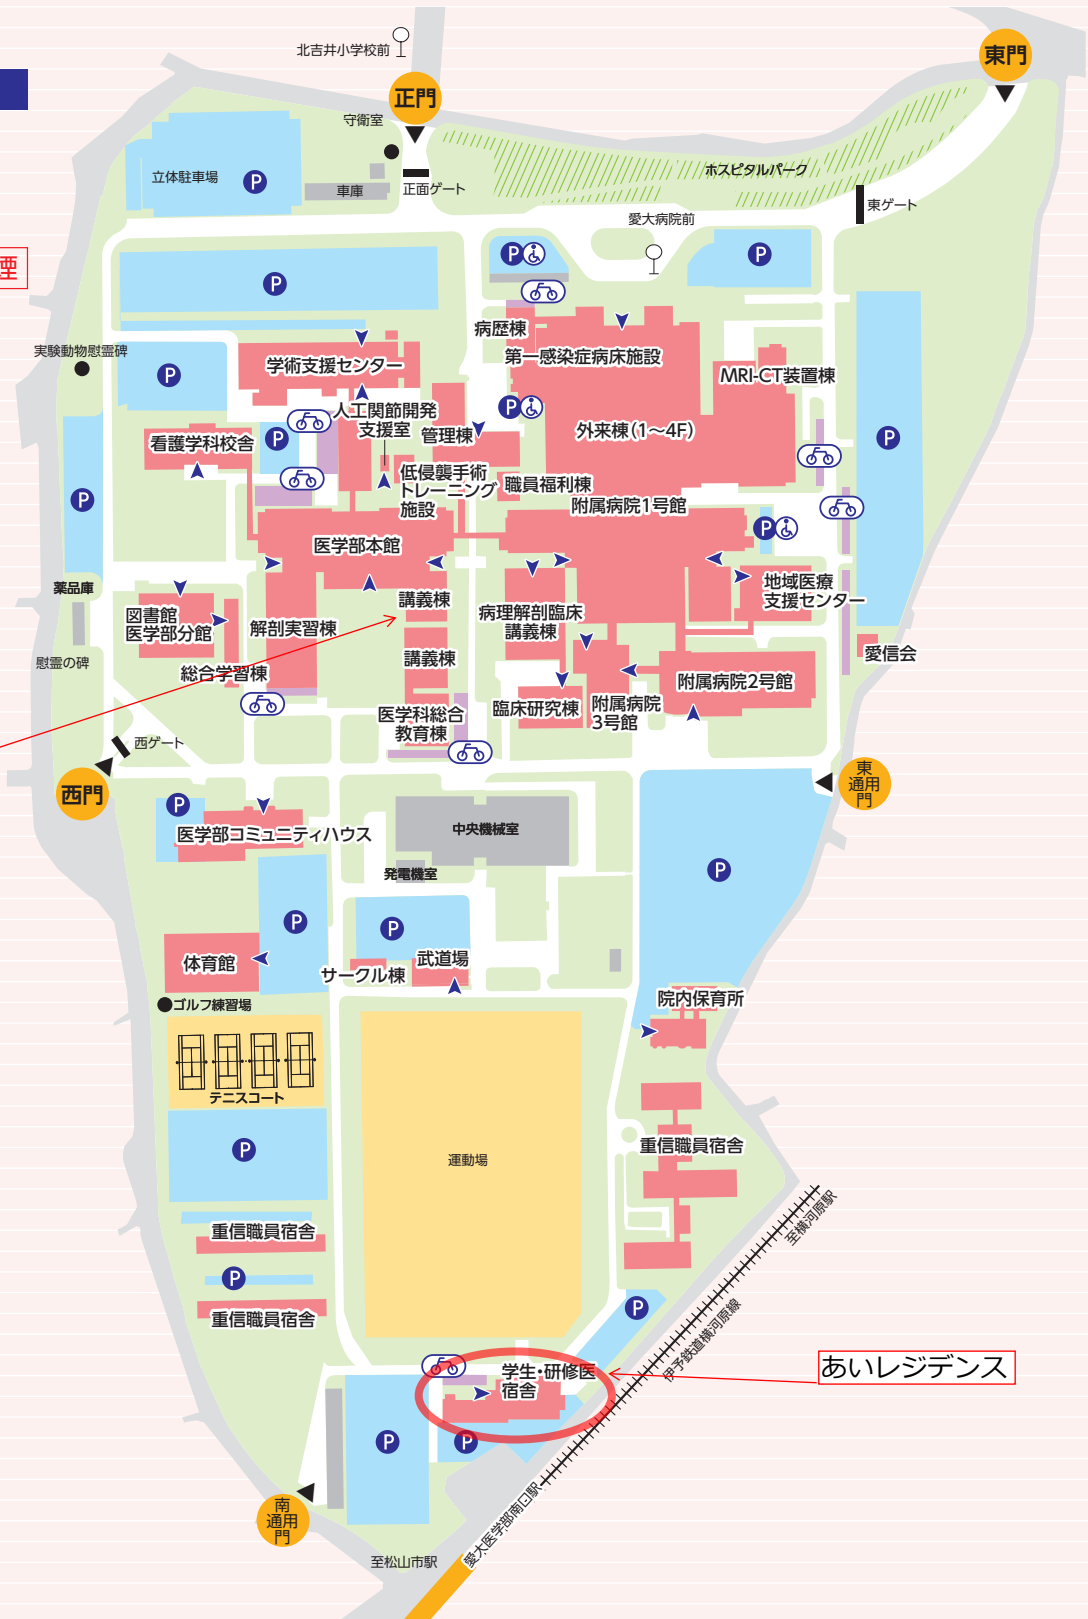 北吉井小学校前
東門
正門
守衛室
立体駐車場
P
車庫
正面ゲート
ホスピタルパーク
東ゲート
愛大病院前
P
P
P
煙
病歴棟
実験動物慰霊碑
第一感染症病床施設
学術支援センター
MRI-CT装置棟
P
人工関節開発
支援室
P
管理棟
外来棟(1〜4F)
看護学科校舎
P
P
低侵襲手術
トレーニング
施設
職員福利棟
附属病院1号館
P
P
医学部本館
薬品庫
地域医療
支援センター
講義棟
図書館
医学部分館
病理解剖臨床
講義棟
解剖実習棟
慰霊の碑
講義棟
愛信会
総合学習棟
附属病院2号館
医学科総合
教育棟
臨床研究棟
附属病院
3号館
西ゲート
西門
東
通用
門
P
医学部コミュニティハウス
中央機械室
発電機室
P
P
P
体育館
サークル棟
武道場
ゴルフ練習場
院内保育所
テニスコート
P
運動場
重信職員宿舎
重信職員宿舎
至横河原駅
P
重信職員宿舎
P
伊予鉄道横河原線
学生・研修医
宿舎
あいレジデンス
P
P
南
通用
門
愛大医学部南口駅
至松山市駅